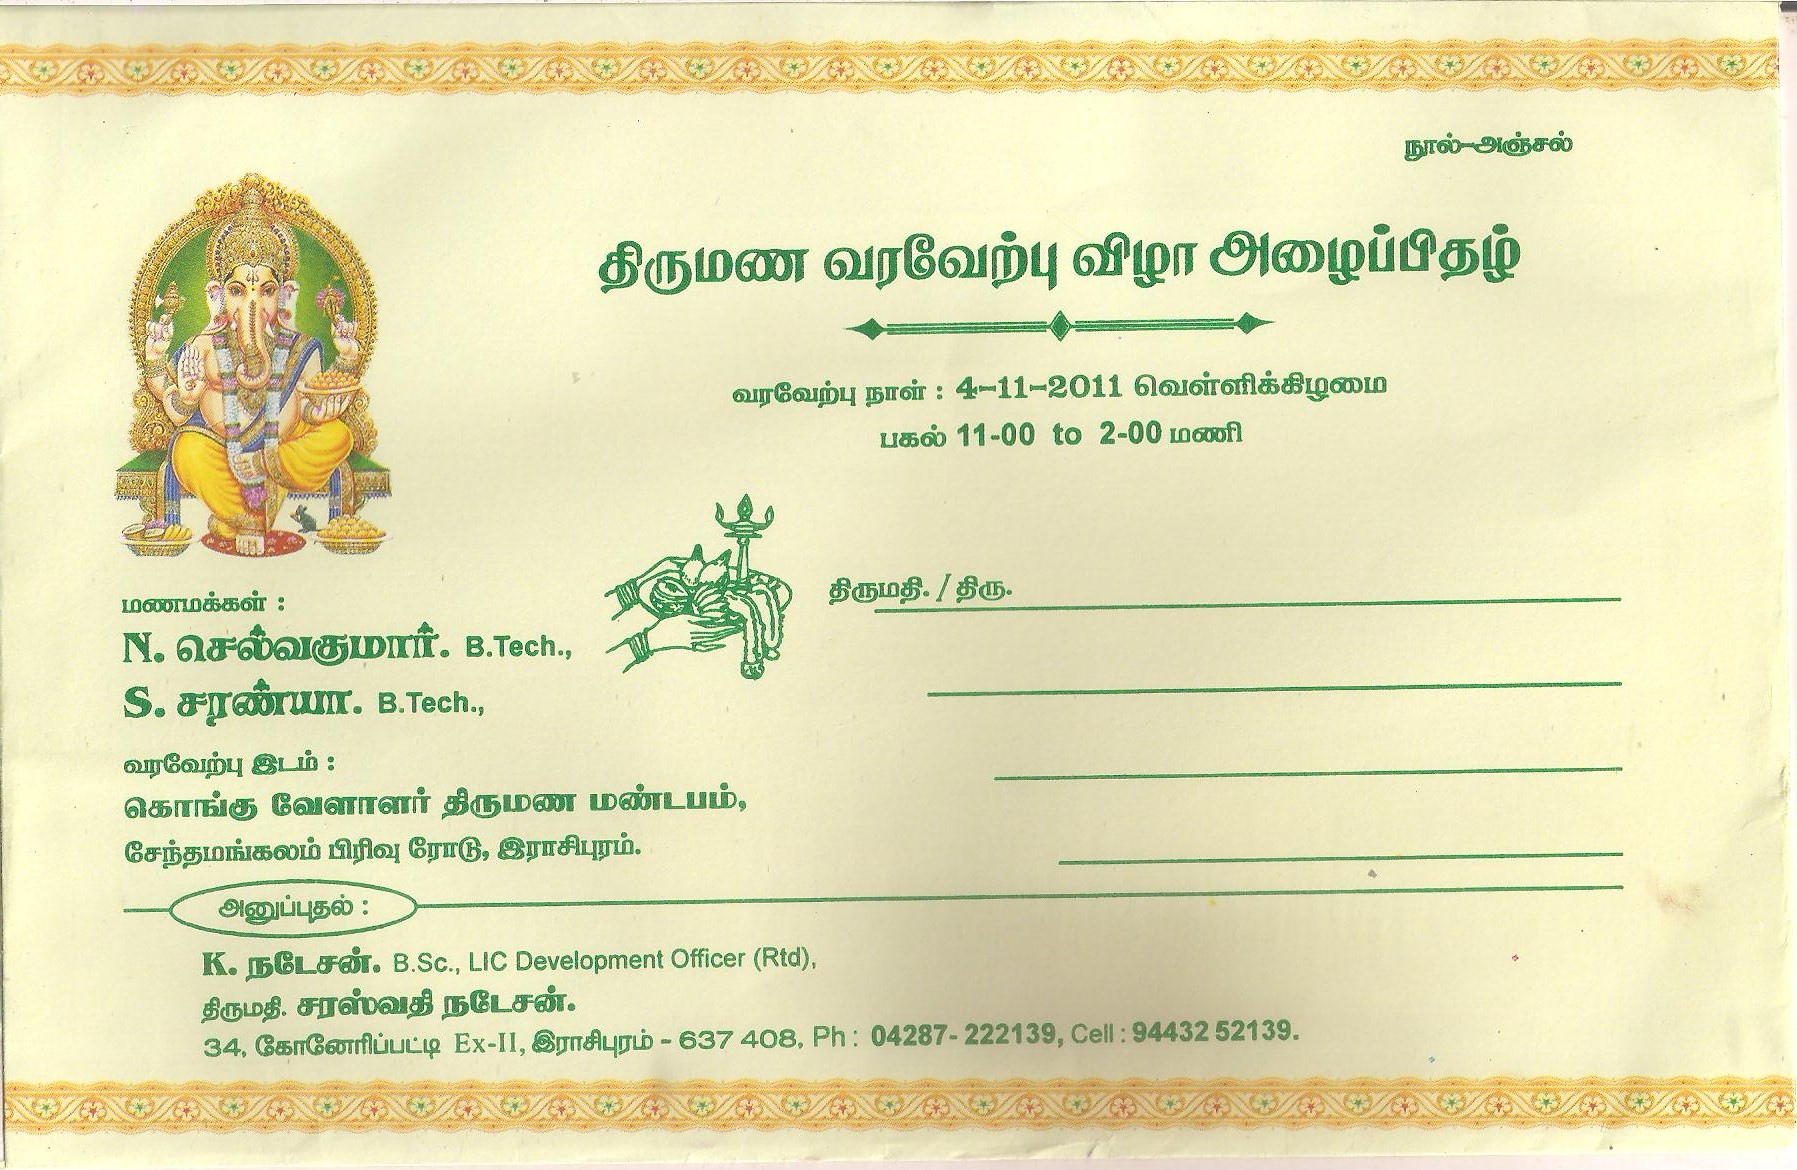 நூல்-அஞ்சல்
திருமண வரவேற்பு விழா அழைப்பிதழ்
வரவேற்பு நாள் : 4-11-2011 வெள்ளிக்கிழமை
பகல் 11-00 to 2-00 மணி
திருமதி. / திரு.
மணமக்கள் :
N. செல்வகுமார். B.Tech.,
S. சரண்யா. B.Tech.,
வரவேற்பு இடம் :
கொங்கு வேளாளர் திருமண மண்டபம்,
சேந்தமங்கலம் பிரிவு ரோடு, இராசிபுரம்.
அனுப்புதல் :
K. நடேசன். B.Sc., LIC Development Officer (Rtd),
திருமதி. சரஸ்வதி நடேசன்.
34, கோனேரிப்பட்டி Ex-II, இராசிபுரம் - 637 408, Ph : 04287- 222139, Cell : 94432 52139.